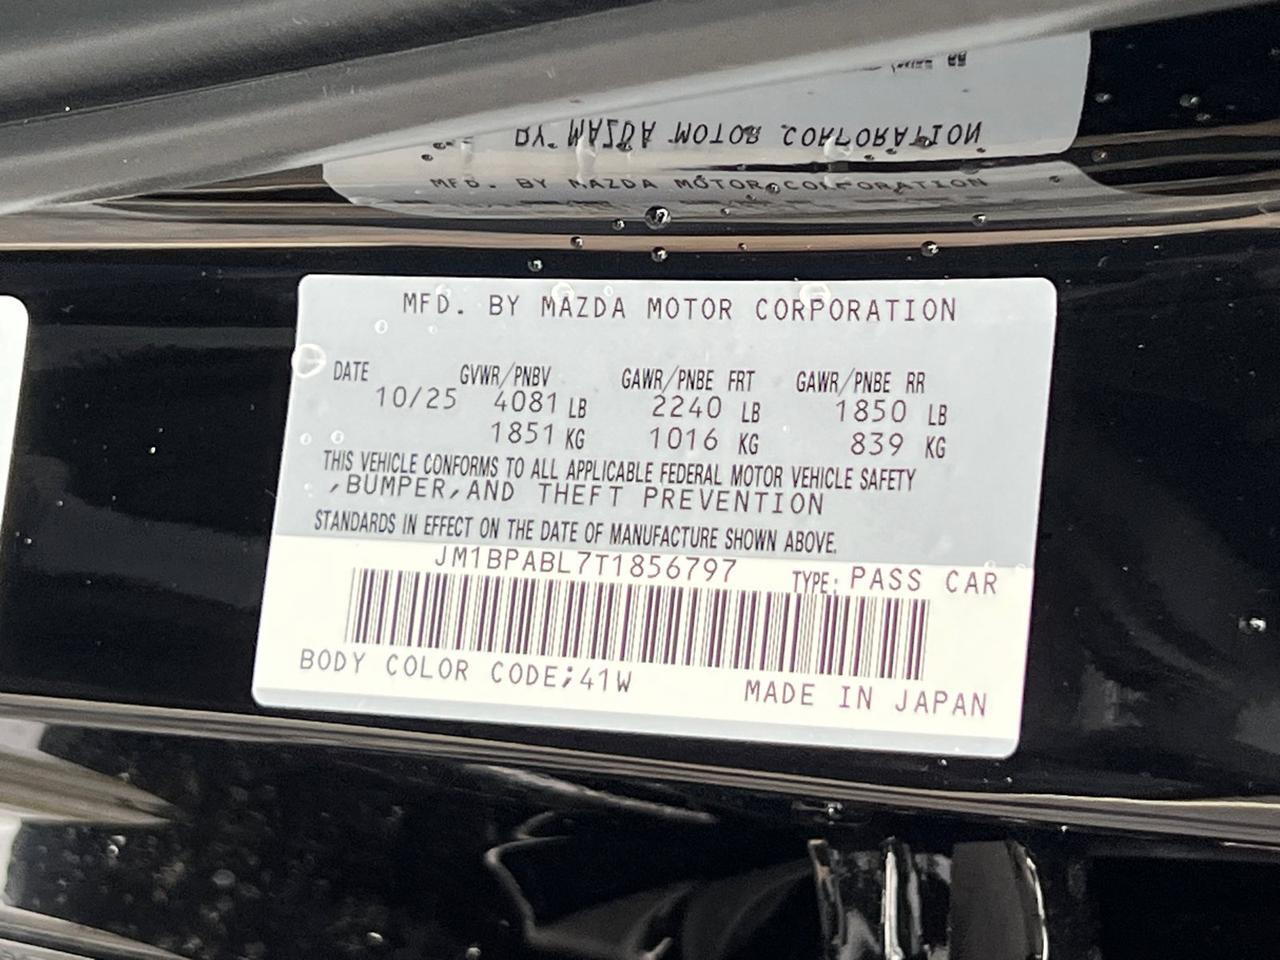 BY MAZDA MOTOR CORPORATION
MFD. BY MAZDA MOTOR CORPORATION
MFD. BY MAZDA MOTOR CORPORATION
DATE GVWR/PNBV GAWR/PNBE FRT GAWR/PNBE RR
10/25 4081 LB 2240 LB 1850 LB
1851 KG 1016 KG 839 KG
THIS VEHICLE CONFORMS TO ALL APPLICABLE FEDERAL MOTOR VEHICLE SAFETY
,BUMPER,AND THEFT PREVENTION
STANDARDS IN EFFECT ON THE DATE OF MANUFACTURE SHOWN ABOVE.
JM1BPABL7T1856797 TYPE: PASS CAR
BODY COLOR CODE;41W MADE IN JAPAN